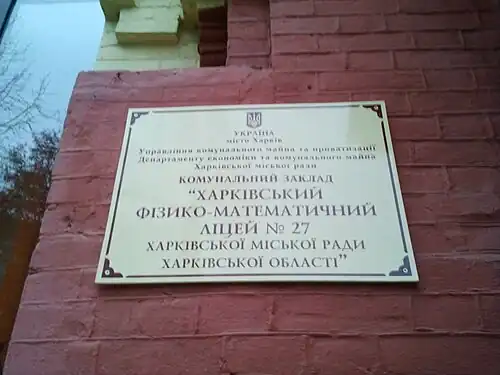 УКРАЇНА
місто Харків
Управління комунального майна та приватизації
Департаменту економіки та комунального майна
Харківської міської ради
КОМУНАЛЬНИЙ ЗАКЛАД
“ХАРКІВСЬКИЙ
ФІЗИКО-МАТЕМАТИЧНИЙ
ЛІЦЕЙ № 27
ХАРКІВСЬКОЇ МІСЬКОЇ РАДИ
ХАРКІВСЬКОЇ ОБЛАСТІ”